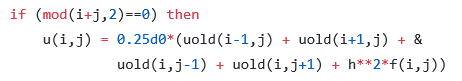 if (mod(i+j,2)==0) then
u(i,j) = 0.25d0*(uold(i-1,j) + uold(i+1,j) + &
uold(i,j-1) + uold(i,j+1) + h**2*f(i,j))